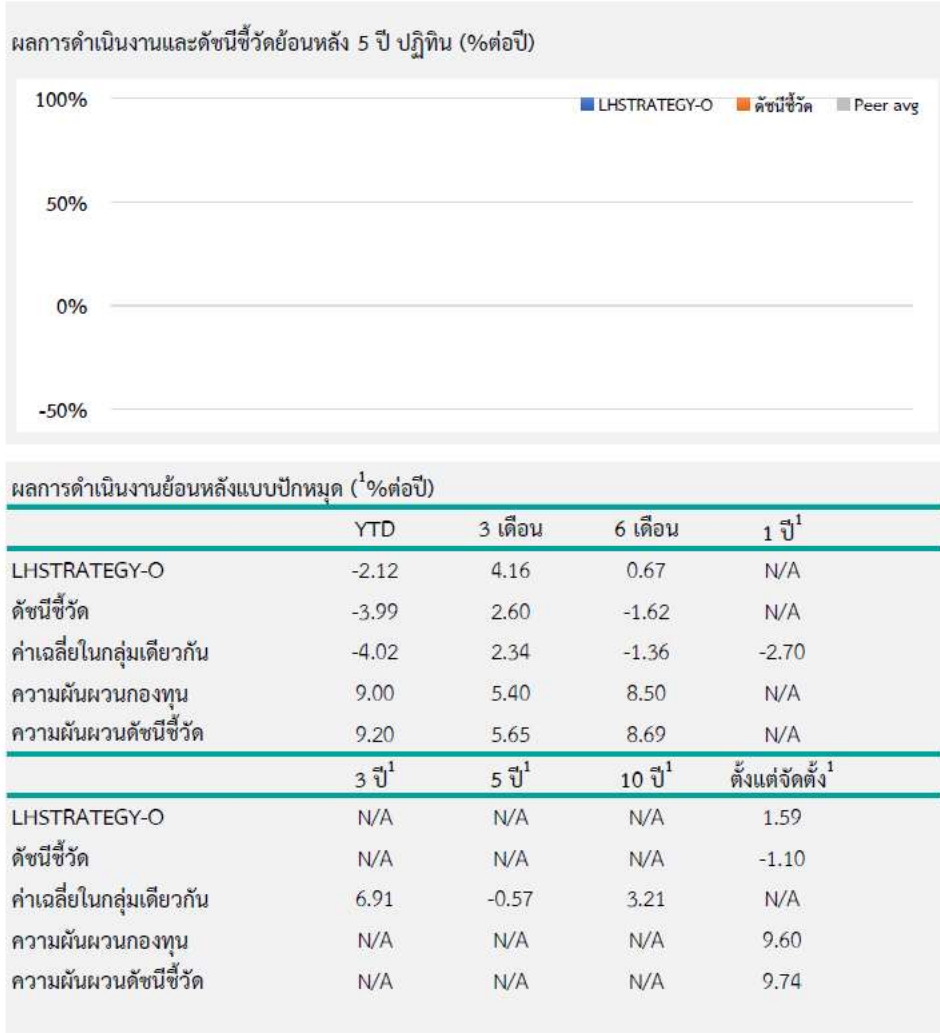 ผลการดำเนินงานและดัชนีชี้วัดย้อนหลัง 5 ปี ปฏิทิน (%ต่อปี)
100%
LHSTRATEGY-O ดัชนีชี้วัด Peer avg
50%
0%
-50%
ผลการดำเนินงานย้อนหลังแบบปักหมุด (¹%ต่อปี)
YTD 3 เดือน 6 เดือน 1 ปี¹
LHSTRATEGY-O -2.12 4.16 0.67 N/A
ดัชนีชี้วัด -3.99 2.60 -1.62 N/A
ค่าเฉลี่ยในกลุ่มเดียวกัน -4.02 2.34 -1.36 -2.70
ความผันผวนกองทุน 9.00 5.40 8.50 N/A
ความผันผวนดัชนีชี้วัด 9.20 5.65 8.69 N/A
3 ปี¹ 5 ปี¹ 10 ปี¹ ตั้งแต่จัดตั้ง¹
LHSTRATEGY-O N/A N/A N/A 1.59
ดัชนีชี้วัด N/A N/A N/A -1.10
ค่าเฉลี่ยในกลุ่มเดียวกัน 6.91 -0.57 3.21 N/A
ความผันผวนกองทุน N/A N/A N/A 9.60
ความผันผวนดัชนีชี้วัด N/A N/A N/A 9.74